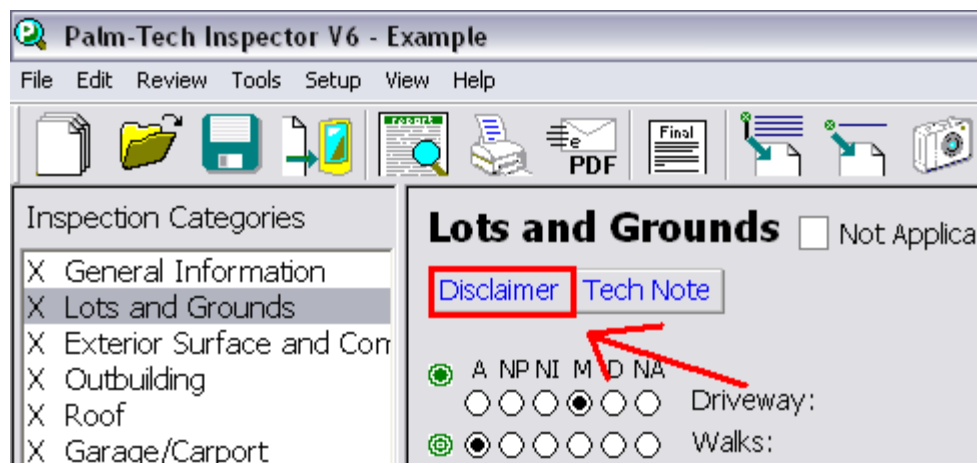 Palm-Tech Inspector V6 - Example
File Edit Review Tools Setup View Help
report
e
PDF
Final
Inspection Categories
X General Information
X Lots and Grounds
X Exterior Surface and Com
X Outbuilding
X Roof
X Garage/Carport
Lots and Grounds Not Applica
Disclaimer Tech Note
A NP NI M D NA
Driveway:
Walks: